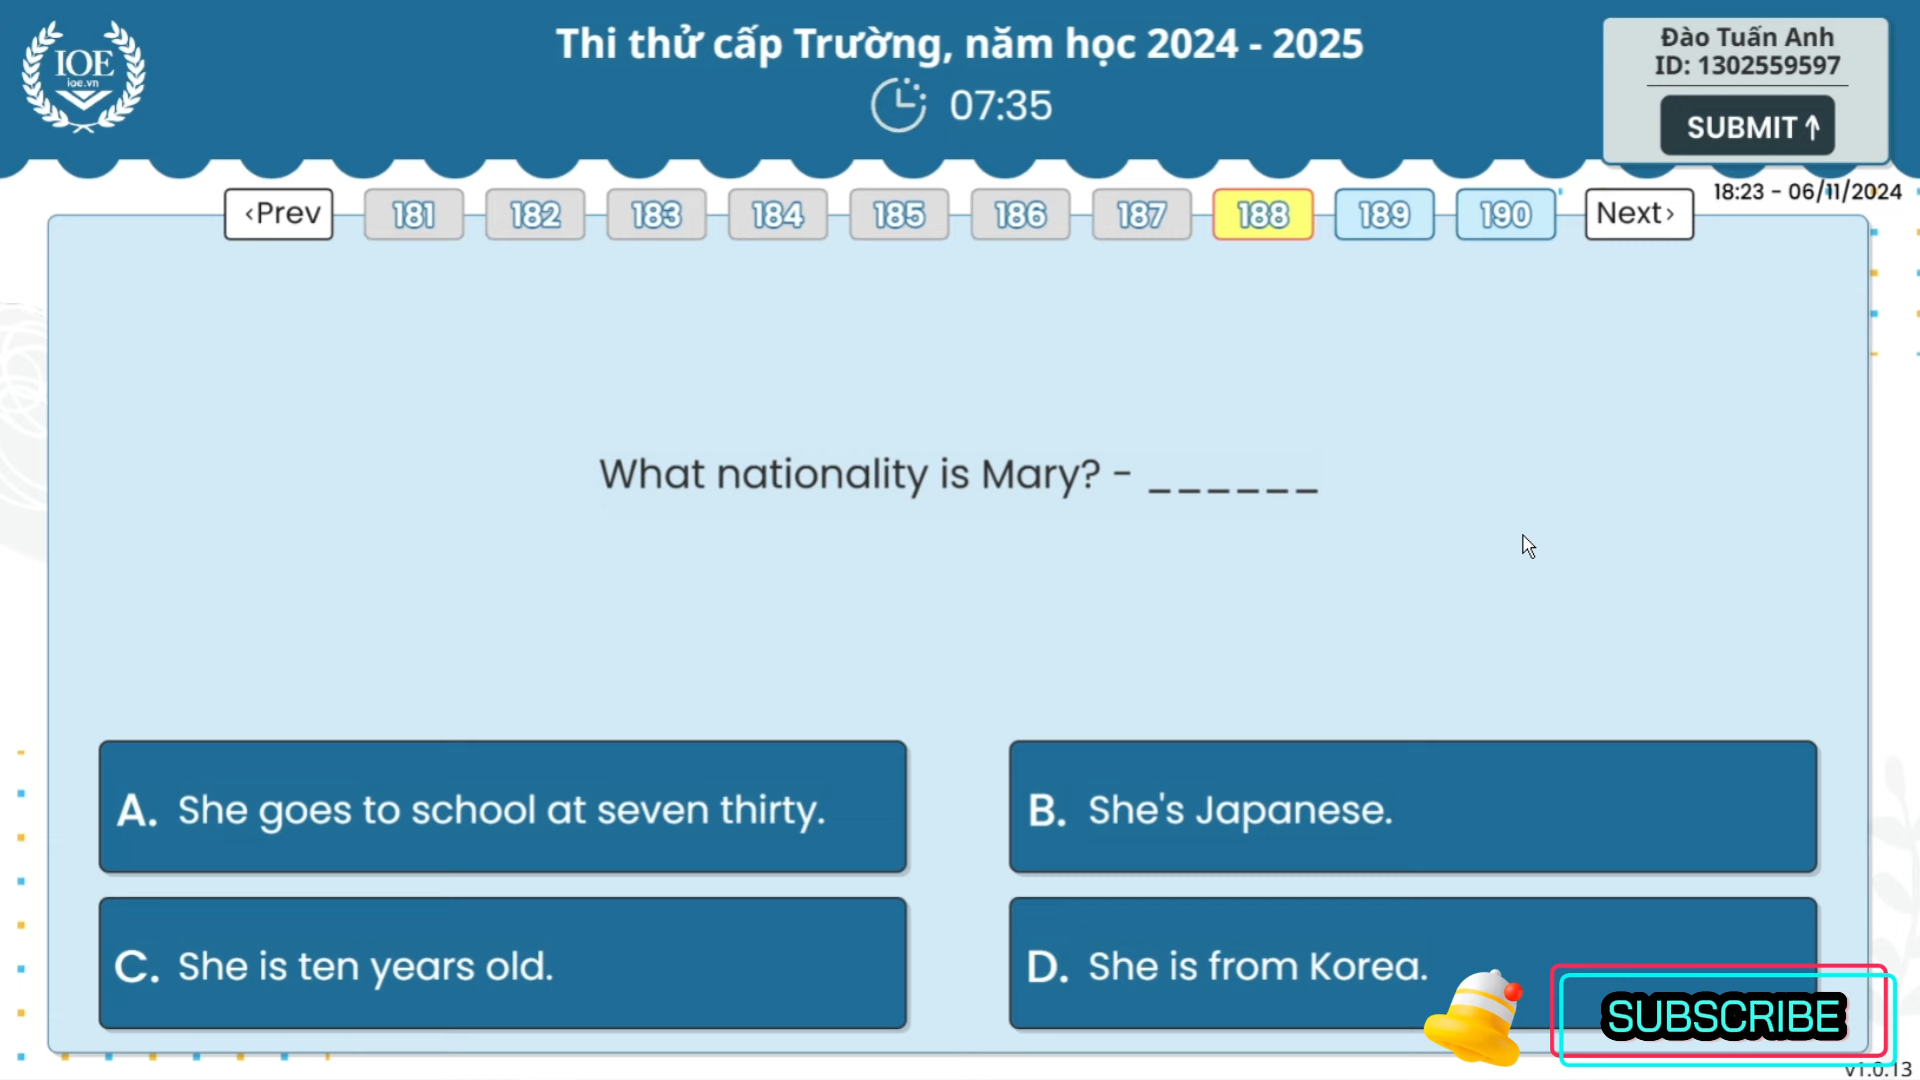 IOE
ioe.vn
Thi thử cấp Trường, năm học 2024 - 2025
07:35
Đào Tuấn Anh
ID: 1302559597
SUBMIT
18:23 - 06/11/2024
‹Prev
181
182
183
184
185
186
187
188
189
190
Next›
What nationality is Mary? - ______
A. She goes to school at seven thirty.
B. She's Japanese.
C. She is ten years old.
D. She is from Korea.
SUBSCRIBE
v1.0.13